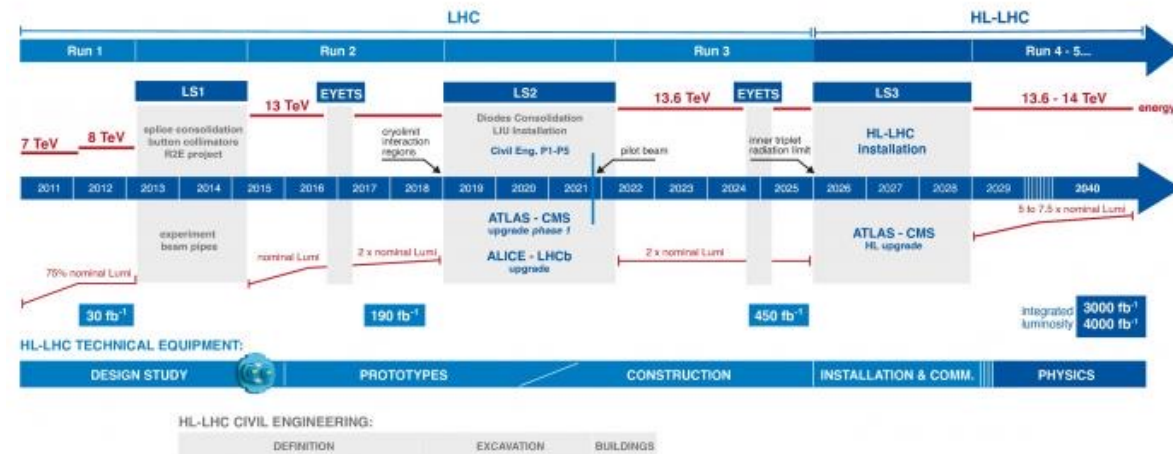 LHC
HL-LHC
Run 1
Run 2
Run 3
Run 4 - 5...
LS1
EYETS
LS2
EYETS
LS3
7 TeV
8 TeV
13 TeV
13.6 TeV
13.6 - 14 TeV
energy
splice consolidation
button collimators
R2E project
cryolimit
interaction
regions
Diodes Consolidation
LIU Installation
Civil Eng. P1-P5
pilot beam
inner triplet
radiation limit
HL-LHC
installation
2011
2012
2013
2014
2015
2016
2017
2018
2019
2020
2021
2022
2023
2024
2025
2026
2027
2028
2029
2040
experiment
beam pipes
ATLAS - CMS
upgrade phase 1
ALICE - LHCb
upgrade
ATLAS - CMS
HL upgrade
75% nominal Lumi
nominal Lumi
2 x nominal Lumi
2 x nominal Lumi
5 to 7.5 x nominal Lumi
30 fb⁻¹
190 fb⁻¹
450 fb⁻¹
integrated
luminosity
3000 fb⁻¹
4000 fb⁻¹
HL-LHC TECHNICAL EQUIPMENT:
DESIGN STUDY
PROTOTYPES
CONSTRUCTION
INSTALLATION & COMM.
PHYSICS
HL-LHC CIVIL ENGINEERING:
DEFINITION
EXCAVATION
BUILDINGS